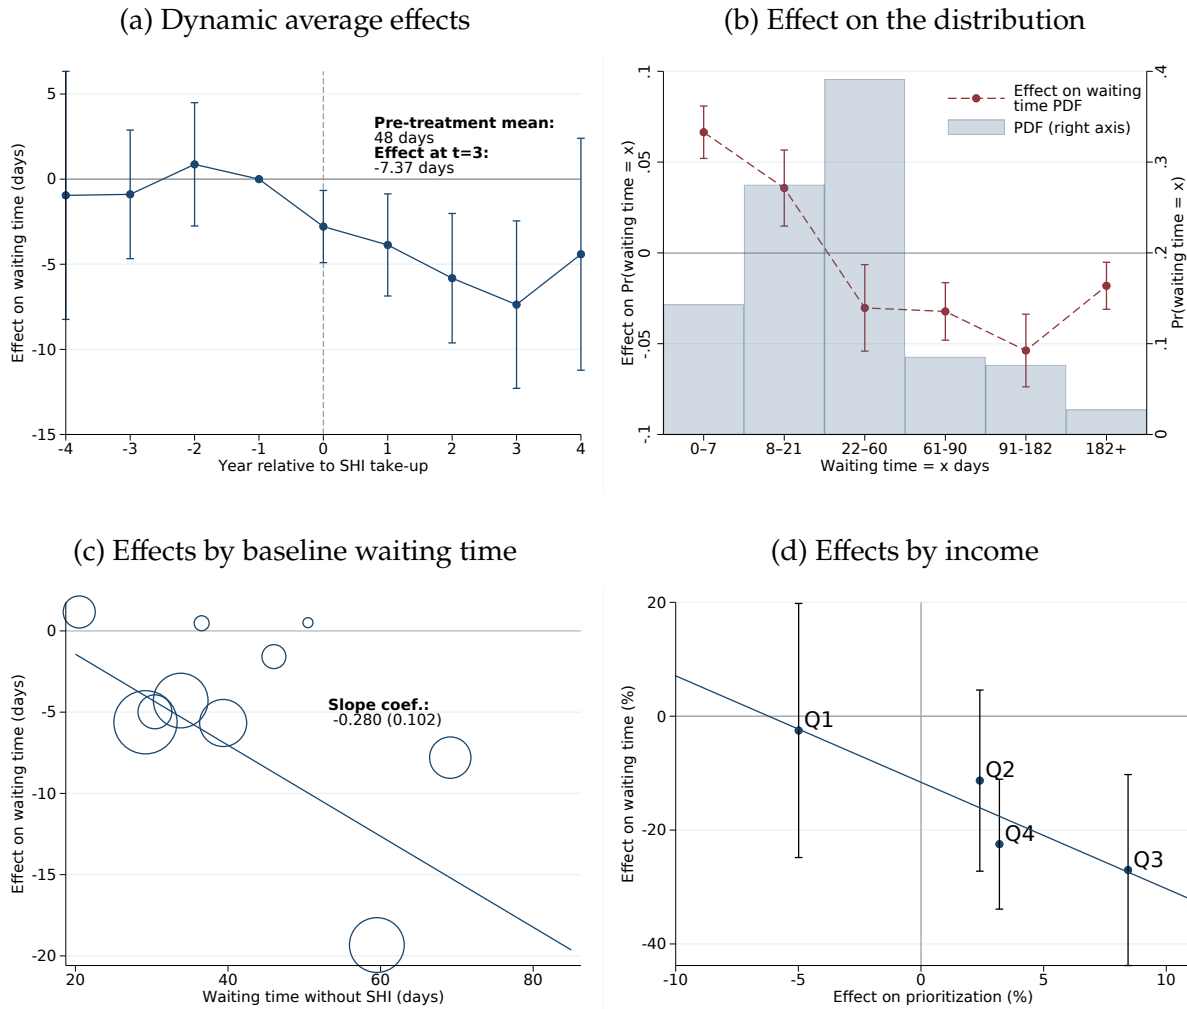 (a) Dynamic average effects
Effect on waiting time (days)
5
0
-5
-10
-15
Pre-treatment mean:
48 days
Effect at t=3:
-7.37 days
-4 -3 -2 -1 0 1 2 3 4
Year relative to SHI take-up
(b) Effect on the distribution
Effect on Pr(waiting time = x)
.1
.05
0
-.05
-.1
Effect on waiting
time PDF
PDF (right axis)
.4
.3
.2
.1
0
Pr(waiting time = x)
0–7 8–21 22–60 61-90 91-182 182+
Waiting time = x days
(c) Effects by baseline waiting time
Effect on waiting time (days)
0
-5
-10
-15
-20
Slope coef.:
-0.280 (0.102)
20 40 60 80
Waiting time without SHI (days)
(d) Effects by income
Effect on waiting time (%)
20
0
-20
-40
Q1
Q2
Q4
Q3
-10 -5 0 5 10
Effect on prioritization (%)